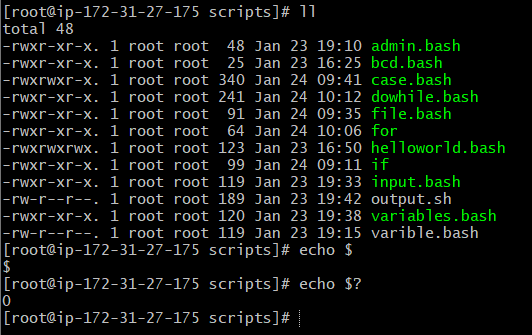 [root@ip-172-31-27-175 scripts]# ll
total 48
-rwxr-xr-x. 1 root root  48 Jan 23 19:10 admin.bash
-rwxr-xr-x. 1 root root  25 Jan 23 16:25 bcd.bash
-rwxrwxr-x. 1 root root 340 Jan 24 09:41 case.bash
-rwxrwxr-x. 1 root root 241 Jan 24 10:12 dowhile.bash
-rwxr-xr-x. 1 root root  91 Jan 24 09:35 file.bash
-rwxr-xr-x. 1 root root  64 Jan 24 10:06 for
-rwxrwxrwx. 1 root root 123 Jan 23 16:50 helloworld.bash
-rwxrwxr-x. 1 root root  99 Jan 24 09:11 if
-rwxr-xr-x. 1 root root 119 Jan 23 19:33 input.bash
-rw-r--r--. 1 root root 189 Jan 23 19:42 output.sh
-rwxr-xr-x. 1 root root 120 Jan 23 19:38 variables.bash
-rw-r--r--. 1 root root 119 Jan 23 19:15 varible.bash
[root@ip-172-31-27-175 scripts]# echo $
$
[root@ip-172-31-27-175 scripts]# echo $?
0
[root@ip-172-31-27-175 scripts]#